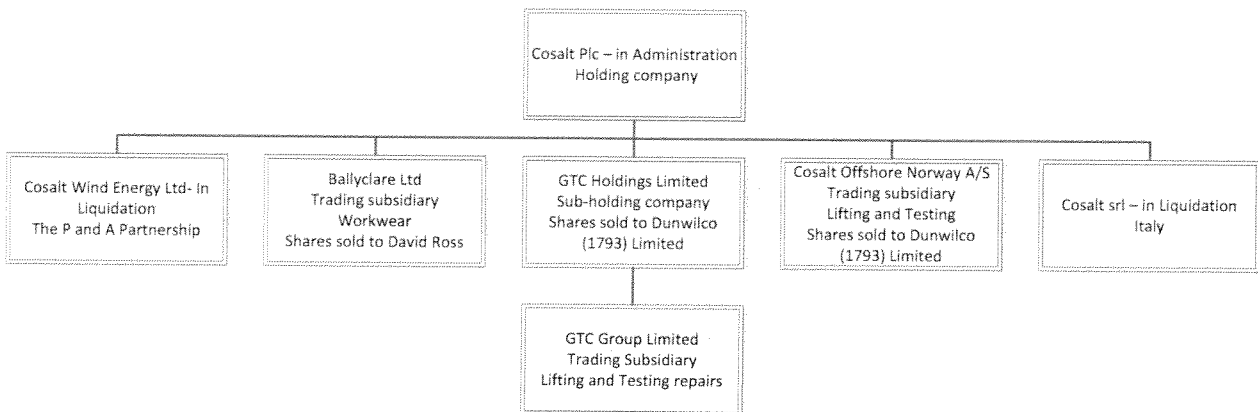 Cosalt Plc – in Administration
Holding company
Cosalt Wind Energy Ltd- In
Liquidation
The P and A Partnership
Ballyclare Ltd
Trading subsidiary
Workwear
Shares sold to David Ross
GTC Holdings Limited
Sub-holding company
Shares sold to Dunwilco
(1793) Limited
Cosalt Offshore Norway A/S
Trading subsidiary
Lifting and Testing
Shares sold to Dunwilco
(1793) Limited
Cosalt srl – in Liquidation
Italy
GTC Group Limited
Trading Subsidiary
Lifting and Testing repairs